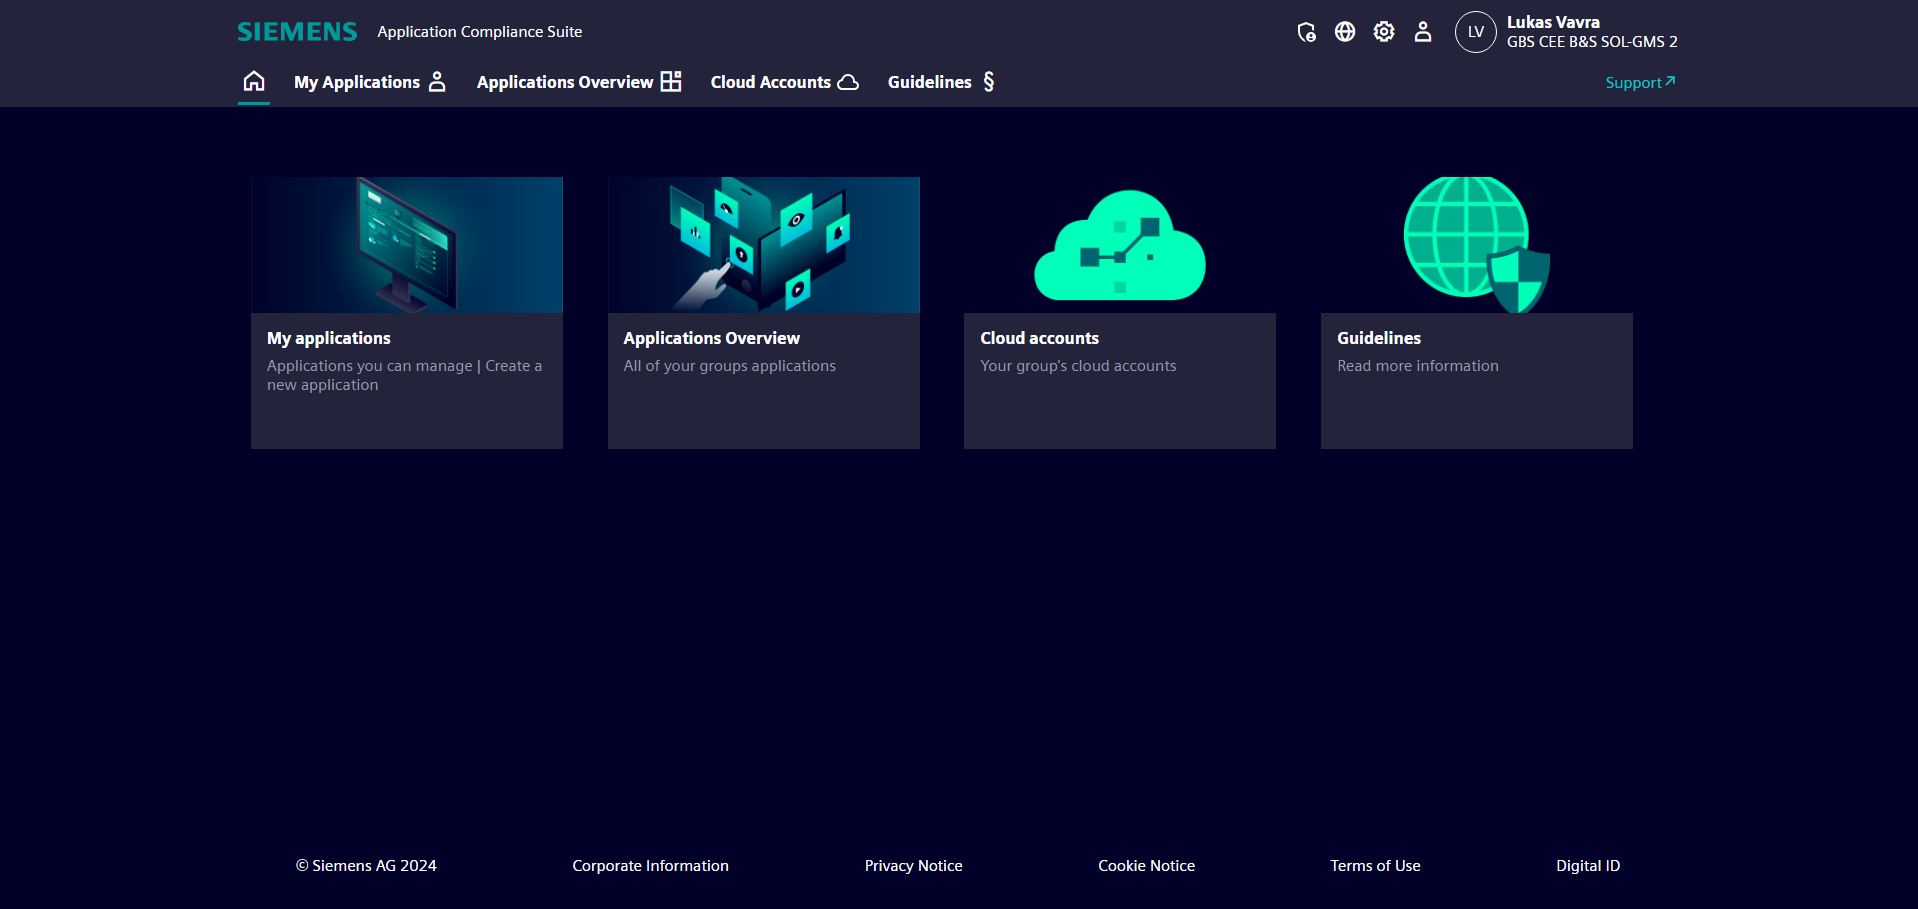 SIEMENS
Application Compliance Suite
LV
Lukas Vavra
GBS CEE B&S SOL-GMS 2
My Applications
Applications Overview
Cloud Accounts
Guidelines §
Support
My applications
Applications you can manage | Create a
new application
Applications Overview
All of your groups applications
Cloud accounts
Your group's cloud accounts
Guidelines
Read more information
© Siemens AG 2024
Corporate Information
Privacy Notice
Cookie Notice
Terms of Use
Digital ID